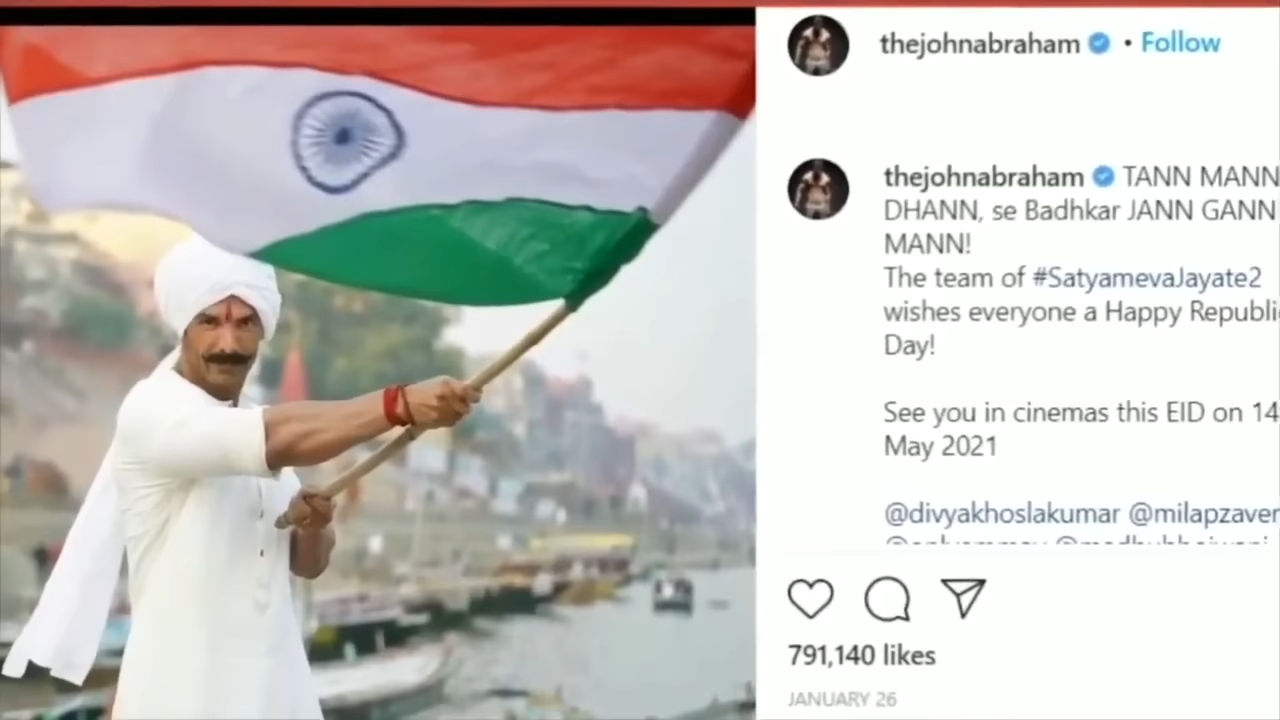 thejohnabraham • Follow
thejohnabraham TANN MANN
DHANN, se Badhkar JANN GANN
MANN!
The team of #SatyamevaJayate2
wishes everyone a Happy Republi
Day!
See you in cinemas this EID on 14
May 2021
@divyakhoslakumar @milapzaver
791,140 likes
JANUARY 26